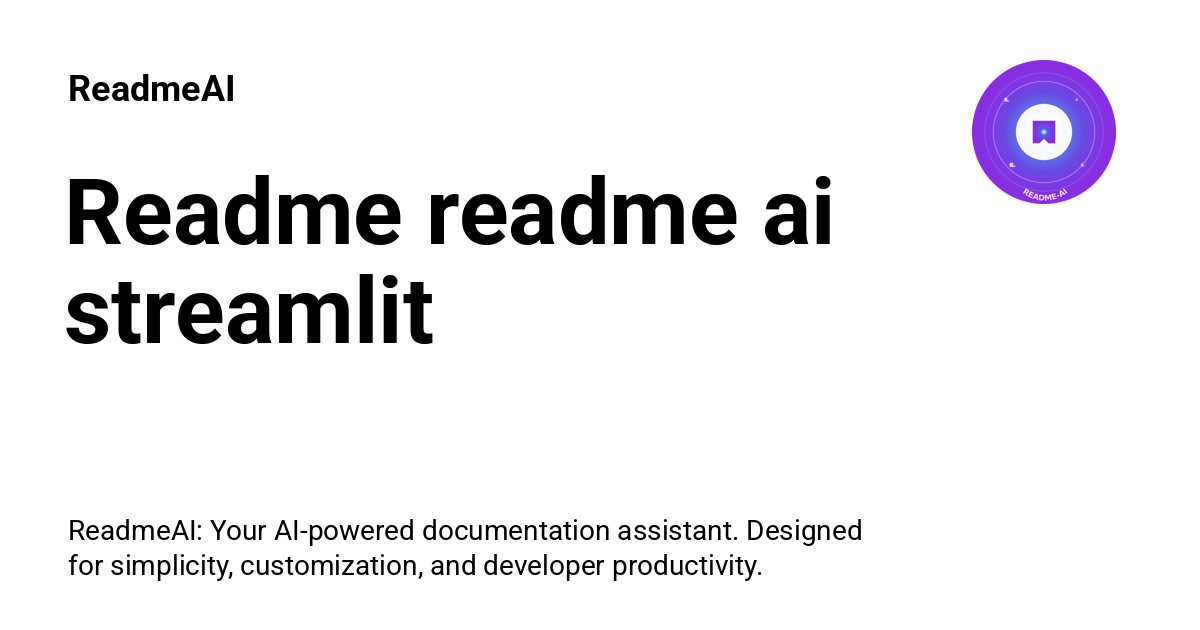 ReadmeAI
README-AI
Readme readme ai
streamlit
ReadmeAI: Your AI-powered documentation assistant. Designed
for simplicity, customization, and developer productivity.